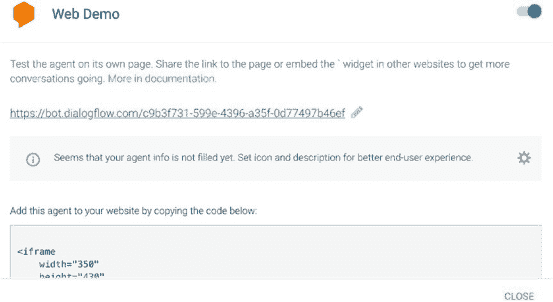 Web Demo
Test the agent on its own page. Share the link to the page or embed the ` widget in other websites to get more
conversations going. More in documentation.
https://bot.dialogflow.com/c9b3f731-599e-4396-a35f-0d77497b46ef
Seems that your agent info is not filled yet. Set icon and description for better end-user experience.
Add this agent to your website by copying the code below:
<iframe
width="350"
height="430"
CLOSE